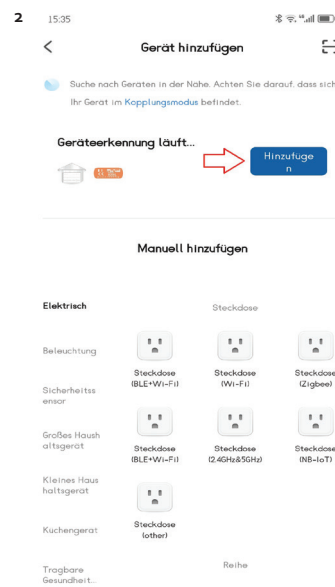 2
15:35
Gerät hinzufügen
Suche nach Geräten in der Nähe. Achten Sie darauf, dass sich
Ihr Gerät im Kopplungsmodus befindet.
Geräteerkennung läuft...
Hinzufüge
n
Manuell hinzufügen
Elektrisch
Steckdose
Beleuchtung
Steckdose
(BLE+Wi-Fi)
Steckdose
(Wi-Fi)
Steckdose
(Zigbee)
Sicherheitss
ensor
Großes Haush
altsgerät
Steckdose
(BLE+Wi-Fi)
Steckdose
(2.4GHz&5GHz)
Steckdose
(NB-IoT)
Kleines Haus
haltsgerät
Kuchengerat
Steckdose
(other)
Tragbare
Gesundheit...
Reihe